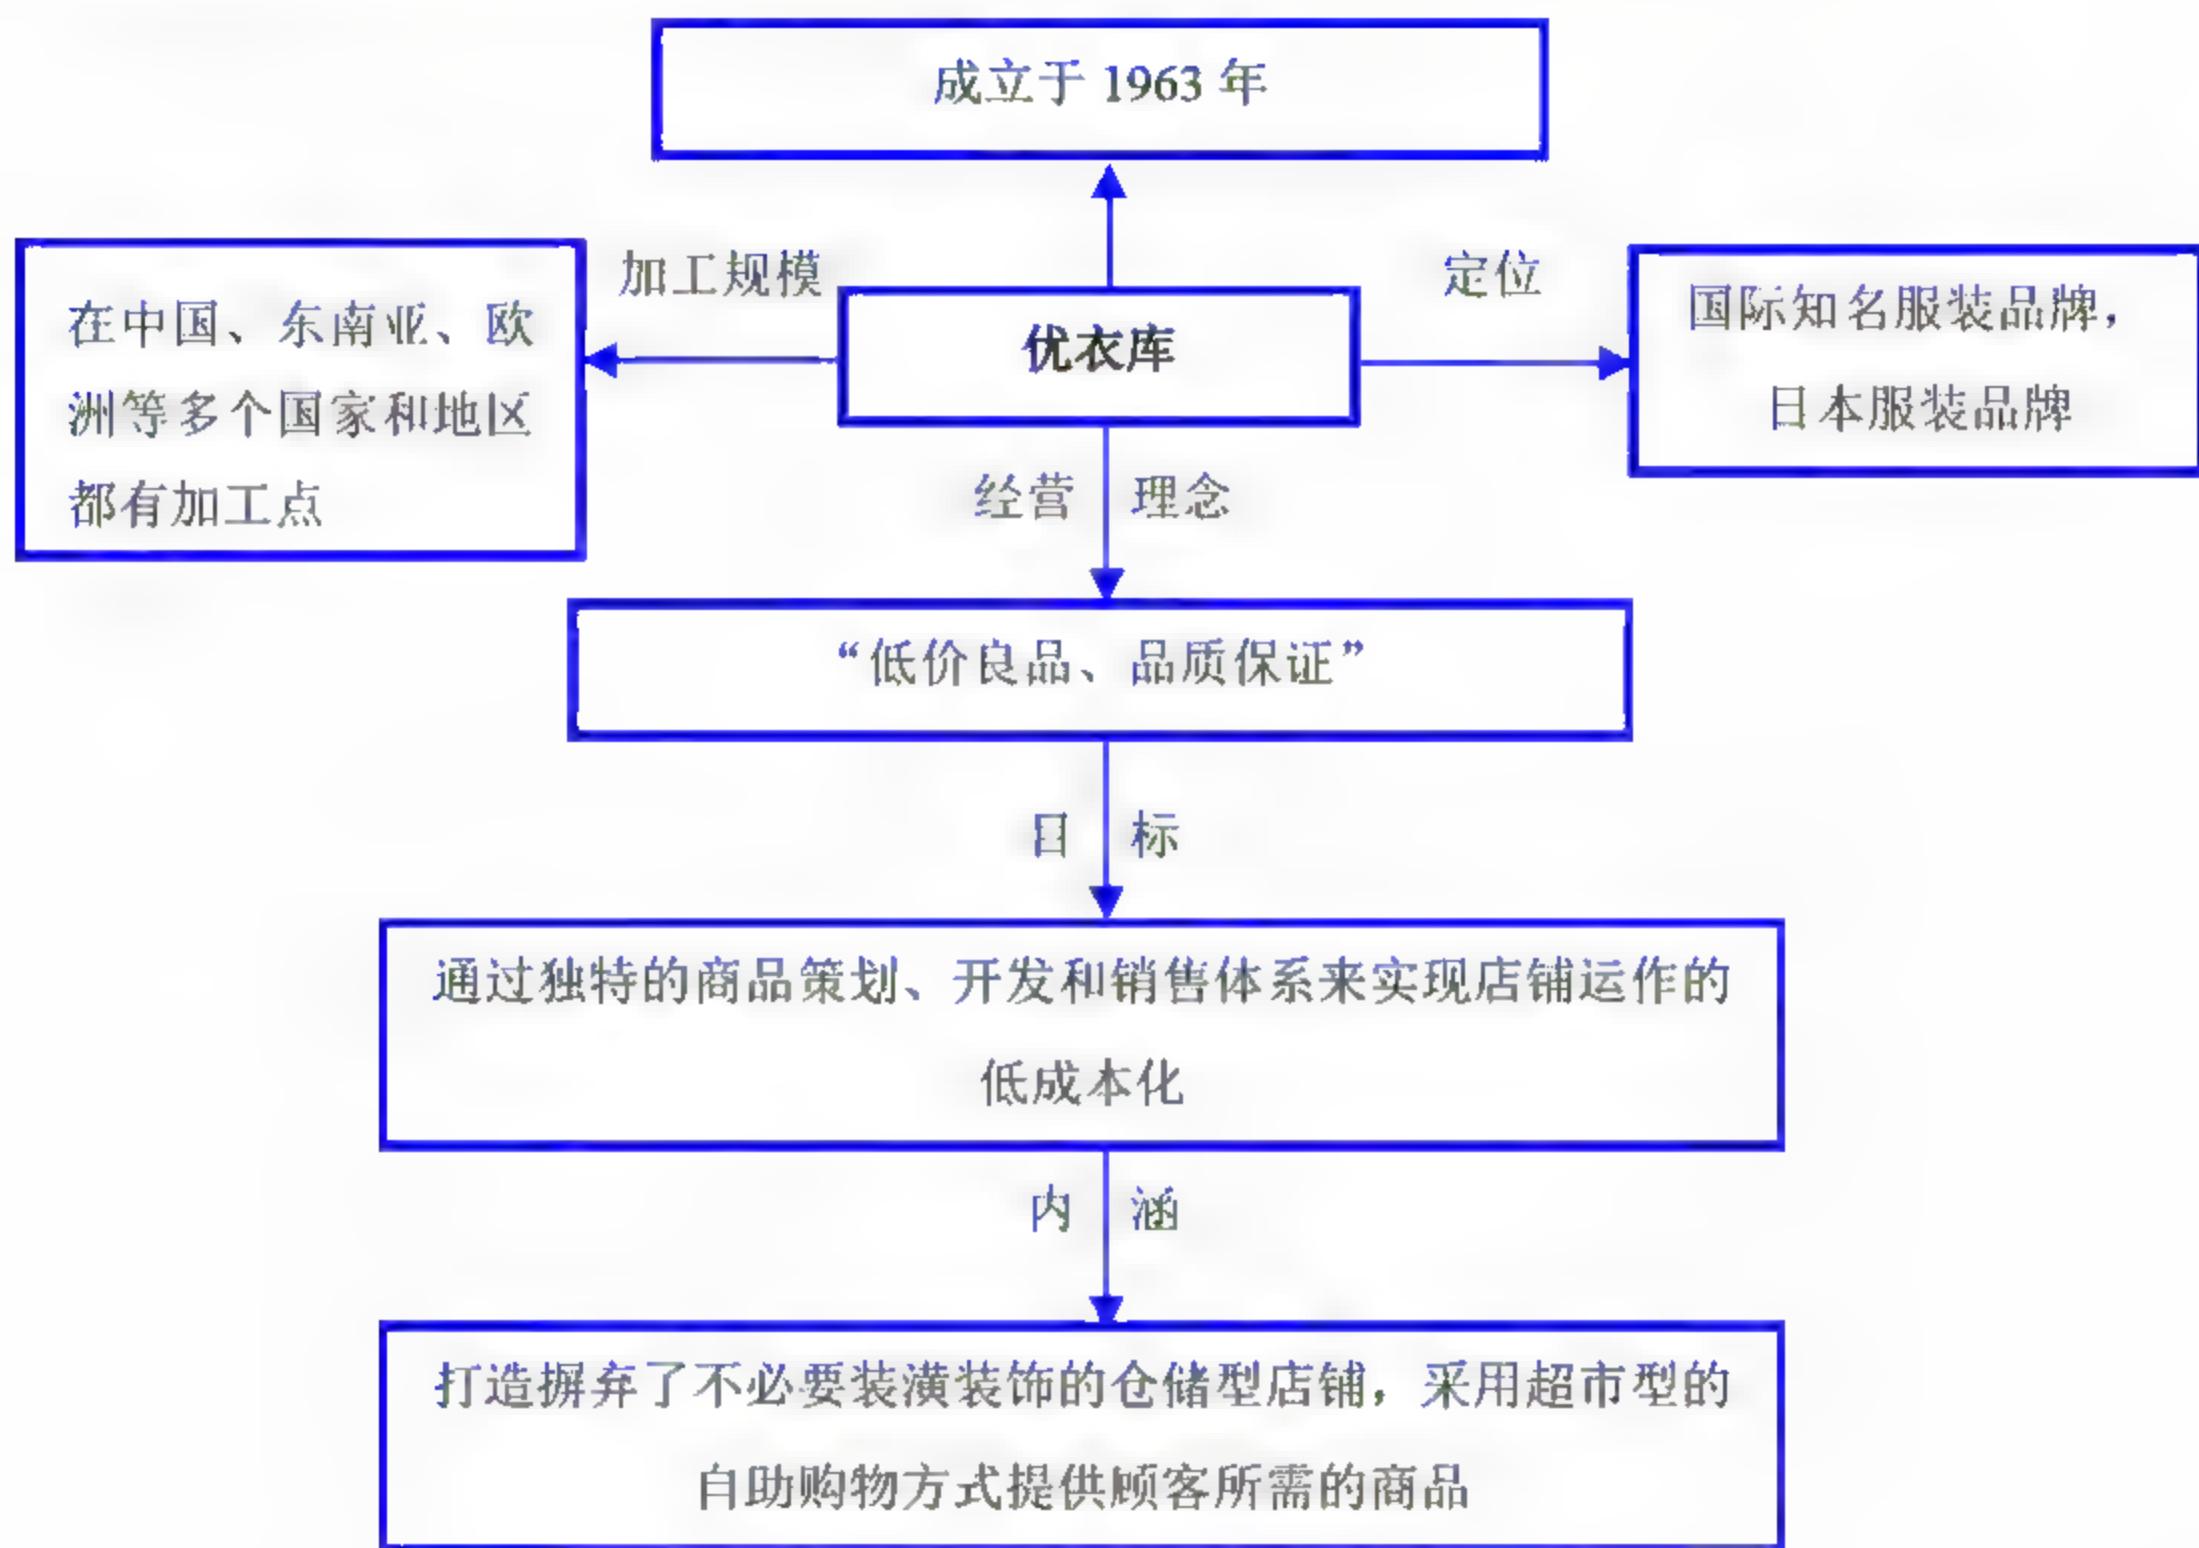 成立于 1963 年
加工规模
定位
在中国、东南亚、欧
洲等多个国家和地区
都有加工点
优衣库
国际知名服装品牌，
日本服装品牌
经营 理念
“低价良品、品质保证”
目 标
通过独特的商品策划、开发和销售体系来实现店铺运作的
低成本化
内 涵
打造摒弃了不必要装潢装饰的仓储型店铺，采用超市型的
自助购物方式提供顾客所需的商品